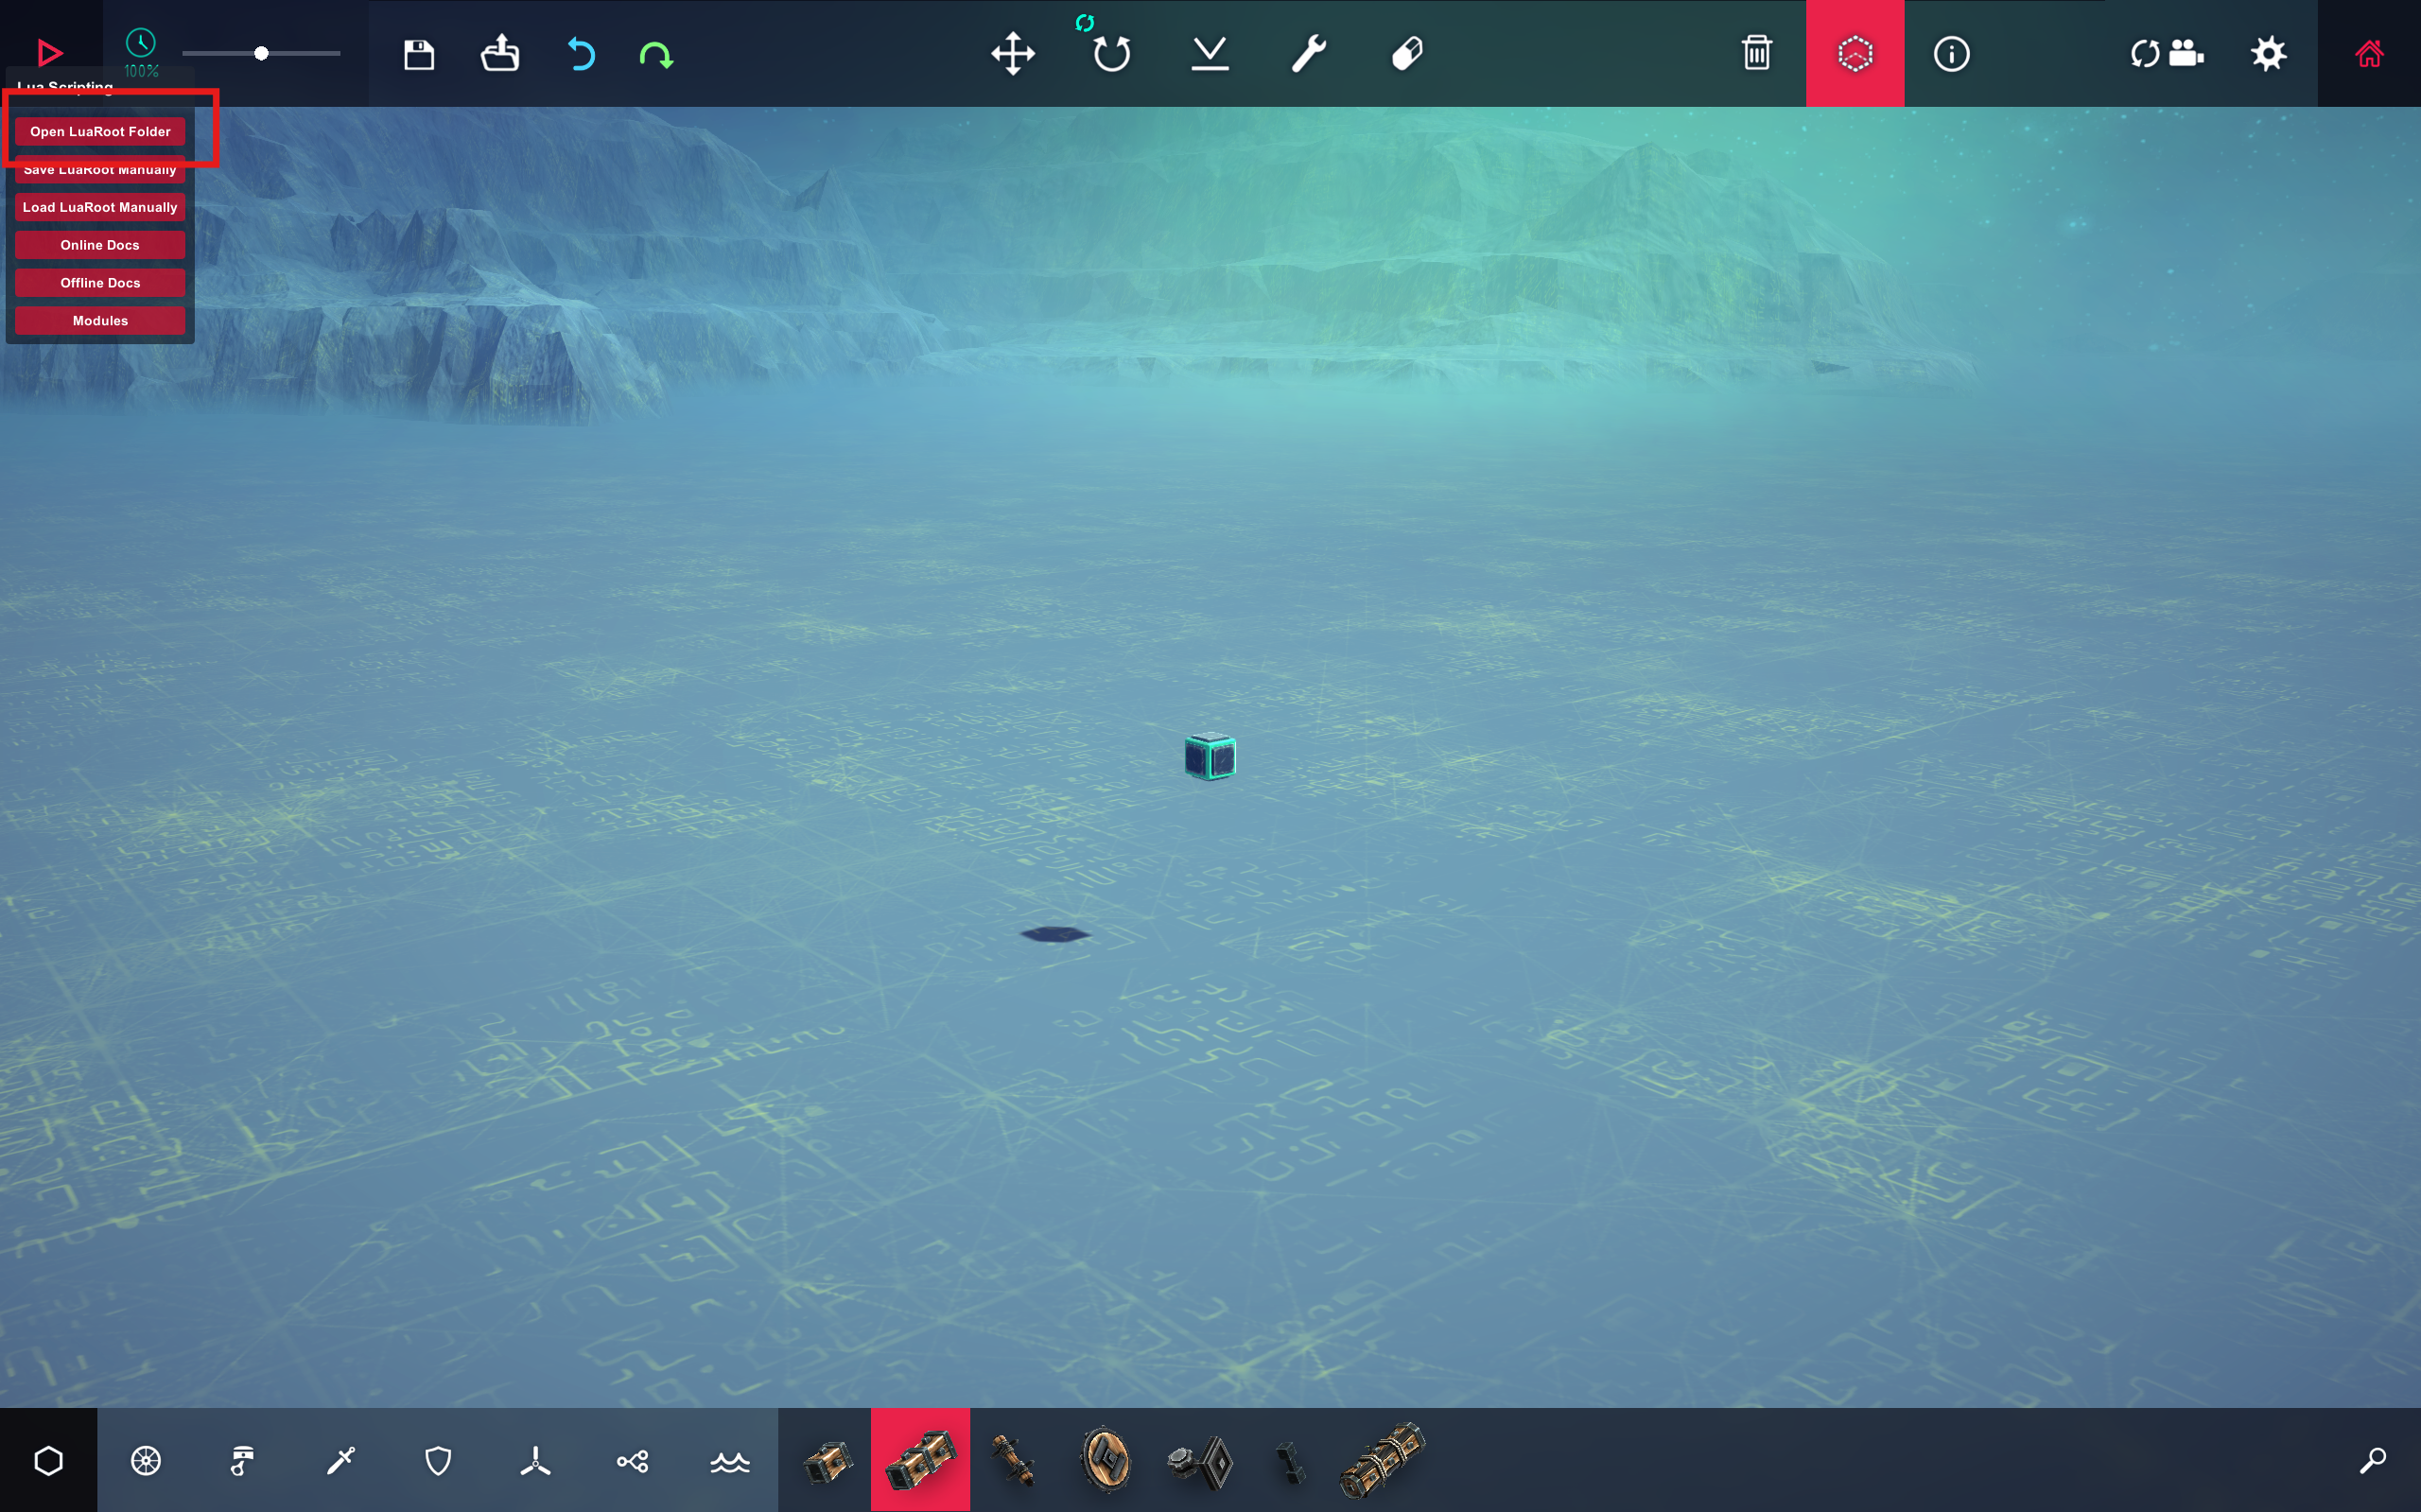 100%
Lua Scripting
Open LuaRoot Folder
Save LuaRoot Manually
Load LuaRoot Manually
Online Docs
Offline Docs
Modules